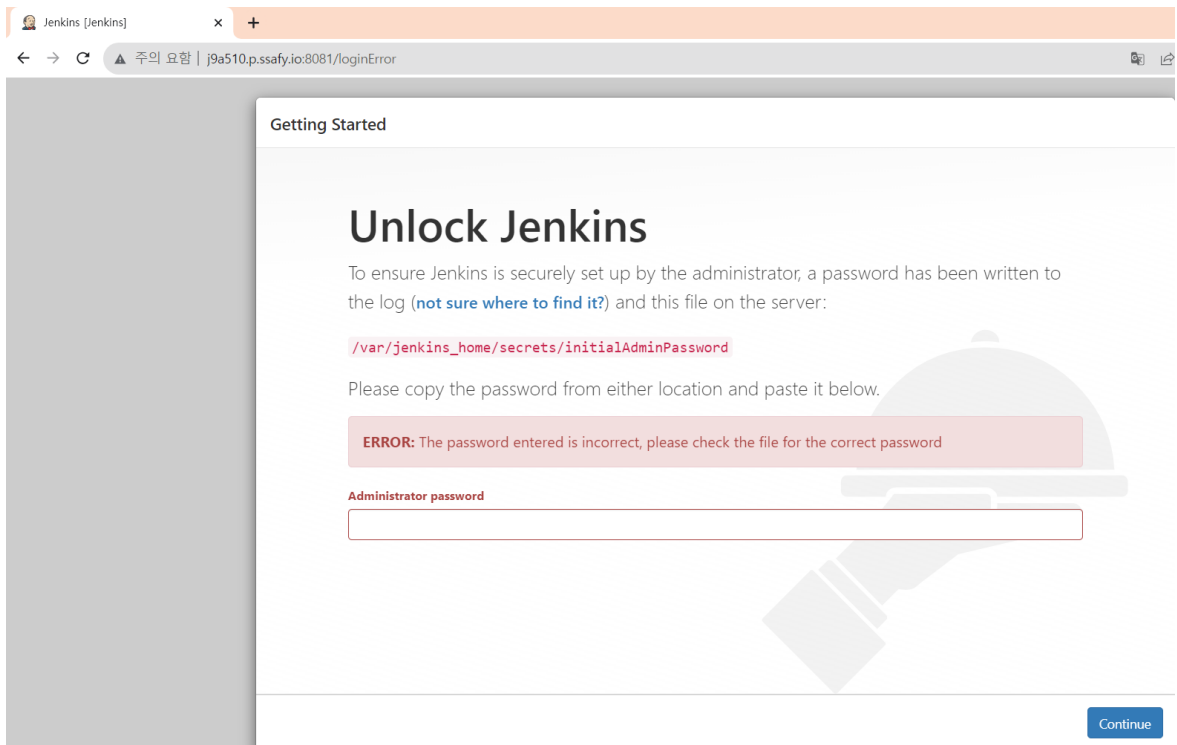 Jenkins [Jenkins]
주의 요함 | j9a510.p.ssafy.io:8081/loginError
Getting Started
Unlock Jenkins
To ensure Jenkins is securely set up by the administrator, a password has been written to
the log (not sure where to find it?) and this file on the server:
/var/jenkins_home/secrets/initialAdminPassword
Please copy the password from either location and paste it below.
ERROR: The password entered is incorrect, please check the file for the correct password
Administrator password
Continue